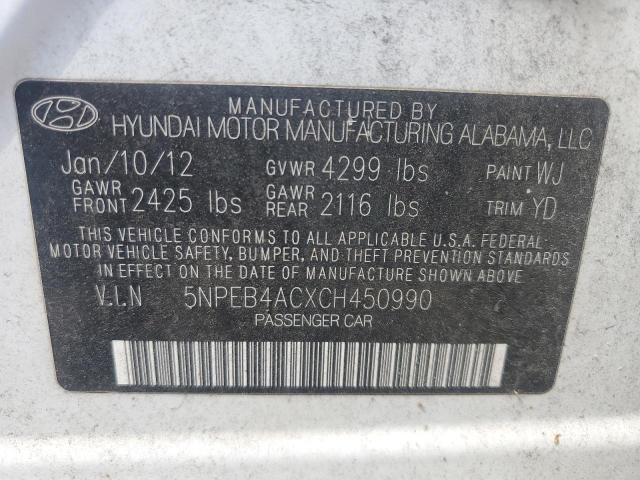 MANUFACTURED BY
HYUNDAI MOTOR MANUFACTURING ALABAMA, LLC
Jan/10/12 GVWR 4299 lbs PAINT WJ
GAWR FRONT 2425 lbs GAWR REAR 2116 lbs TRIM YD
THIS VEHICLE CONFORMS TO ALL APPLICABLE U.S.A. FEDERAL
MOTOR VEHICLE SAFETY, BUMPER, AND THEFT PREVENTION STANDARDS
IN EFFECT ON THE DATE OF MANUFACTURE SHOWN ABOVE.
V.I.N 5NPEB4ACXCH450990
PASSENGER CAR